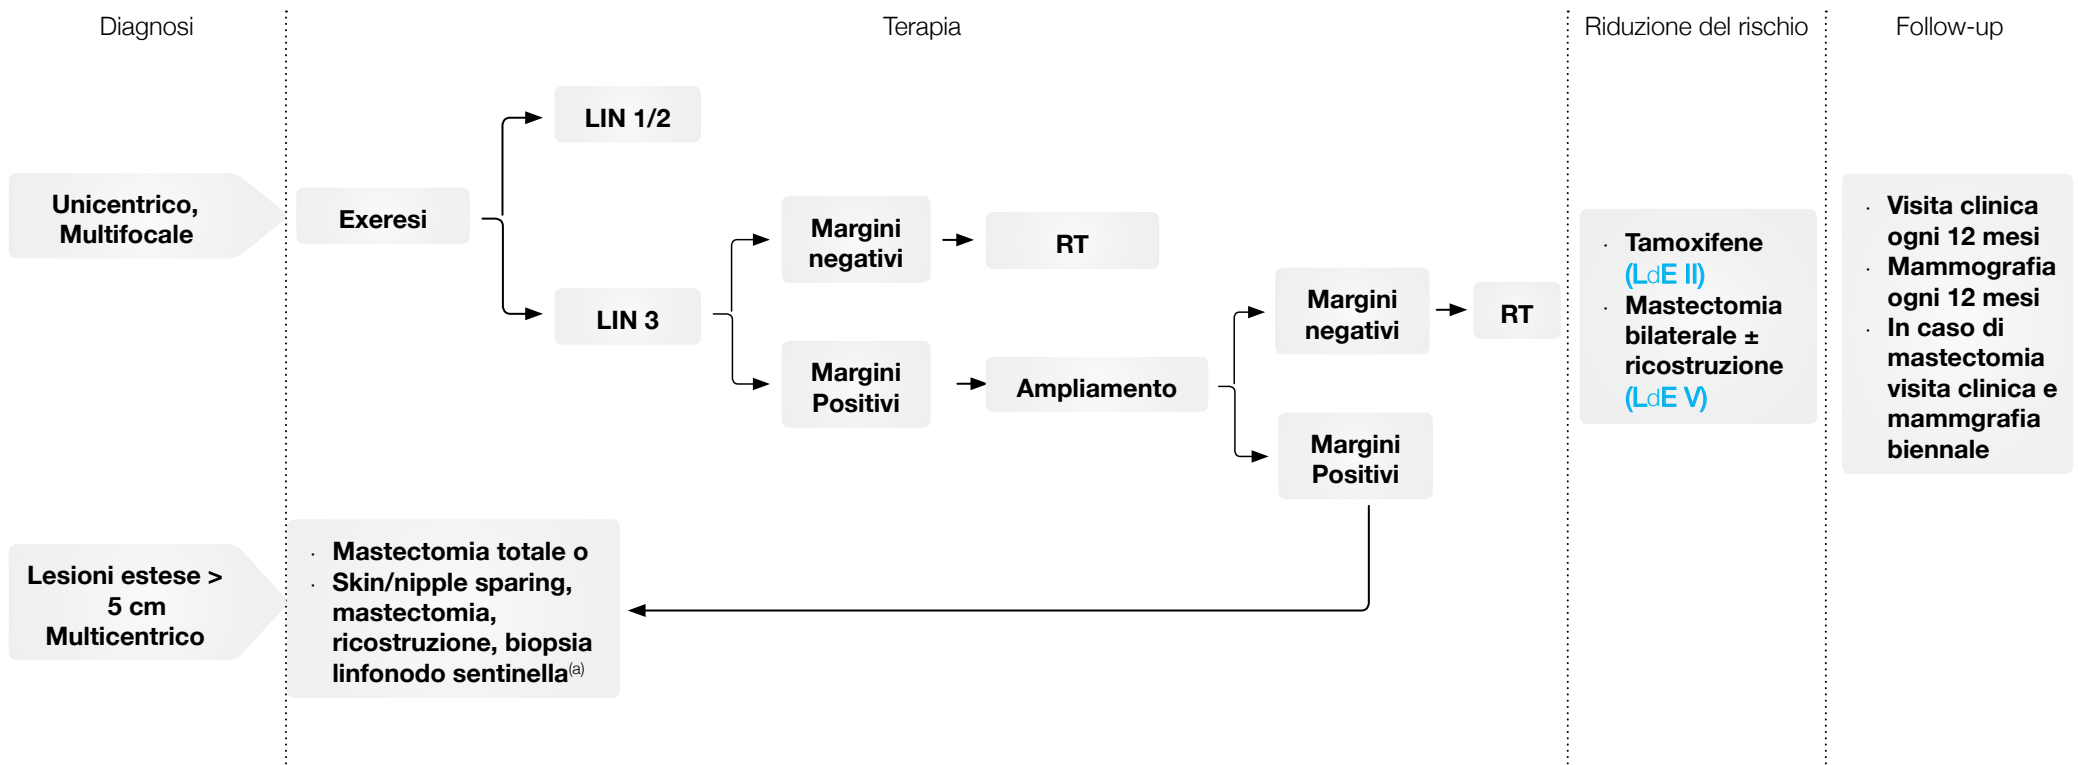 Diagnosi
Terapia
Riduzione del rischio
Follow-up
Unicentrico,
Multifocale
Exeresi
LIN 1/2
LIN 3
Margini
negativi
RT
Margini
Positivi
Ampliamento
Margini
negativi
RT
Margini
Positivi
· Tamoxifene
(LdE II)
· Mastectomia
bilaterale ±
ricostruzione
(LdE V)
· Visita clinica
ogni 12 mesi
· Mammografia
ogni 12 mesi
· In caso di
mastectomia
visita clinica e
mammgrafia
biennale
Lesioni estese >
5 cm
Multicentrico
· Mastectomia totale o
· Skin/nipple sparing,
mastectomia,
ricostruzione, biopsia
linfonodo sentinella(a)